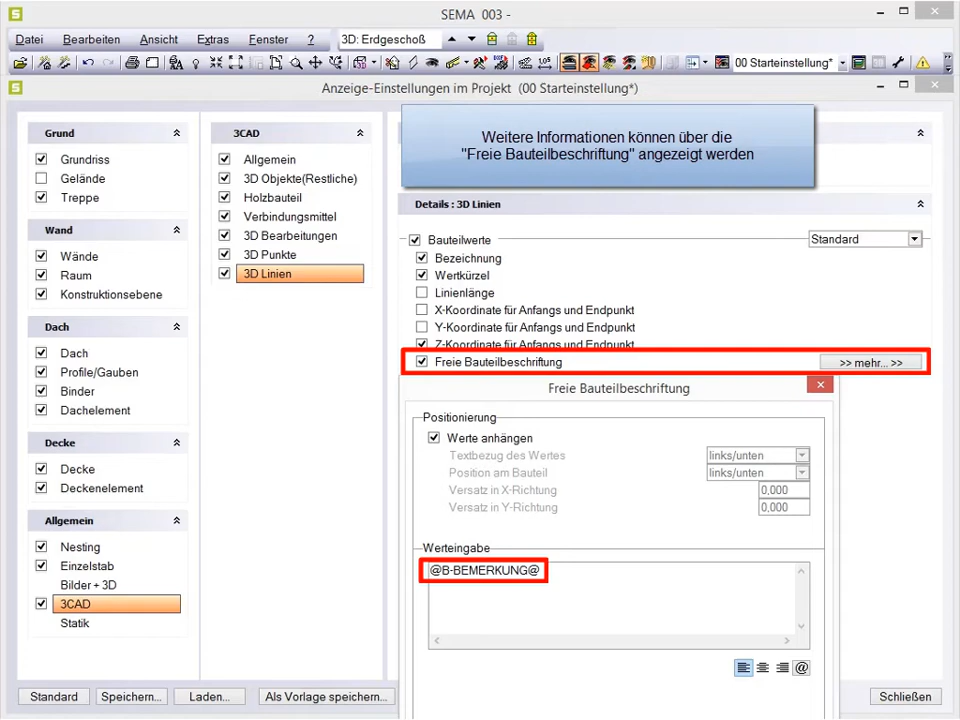 SEMA 003 -
Datei Bearbeiten Ansicht Extras Fenster ? 3D: Erdgeschoß
00 Starteinstellung*
Anzeige-Einstellungen im Projekt (00 Starteinstellung*)
Weitere Informationen können über die
"Freie Bauteilbeschriftung" angezeigt werden
Grund
Grundriss
Gelände
Treppe
Wand
Wände
Raum
Konstruktionsebene
Dach
Dach
Profile/Gauben
Binder
Dachelement
Decke
Decke
Deckenelement
Allgemein
Nesting
Einzelstab
Bilder + 3D
3CAD
Statik
3CAD
Allgemein
3D Objekte(Restliche)
Holzbauteil
Verbindungsmittel
3D Bearbeitungen
3D Punkte
3D Linien
Details : 3D Linien
Bauteilwerte Standard
Bezeichnung
Wertkürzel
Linienlänge
X-Koordinate für Anfangs und Endpunkt
Y-Koordinate für Anfangs und Endpunkt
Z-Koordinate für Anfangs und Endpunkt
Freie Bauteilbeschriftung >> mehr... >>
Freie Bauteilbeschriftung
Positionierung
Werte anhängen
Textbezug des Wertes links/unten
Position am Bauteil links/unten
Versatz in X-Richtung 0,000
Versatz in Y-Richtung 0,000
Werteingabe
@B-BEMERKUNG@
@
Standard Speichern... Laden... Als Vorlage speichern... Schließen